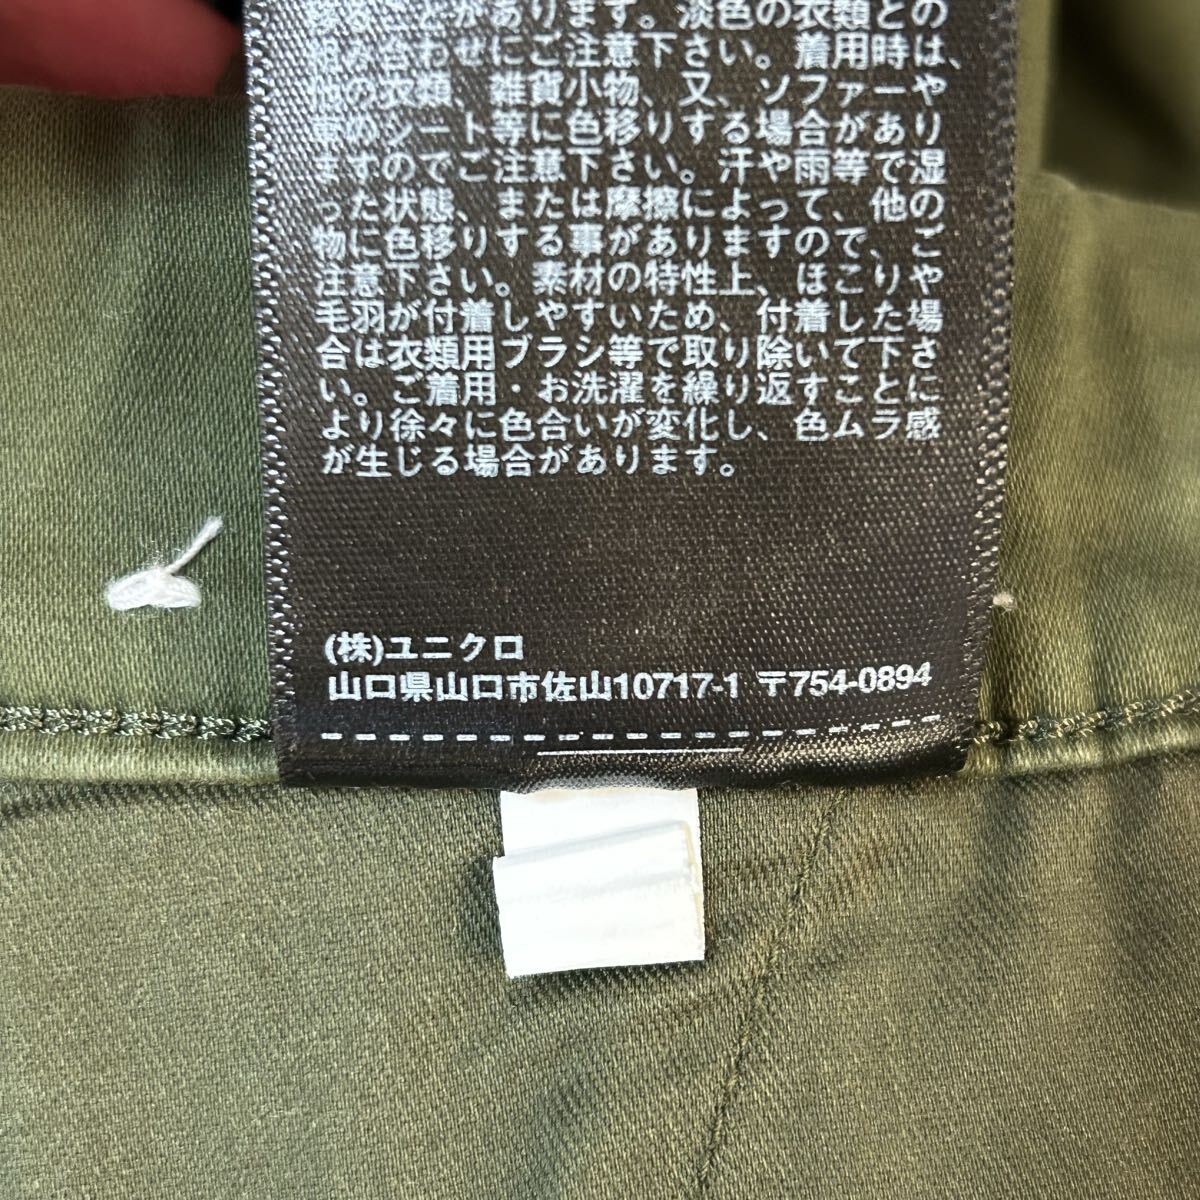 ることがあります。淡色の衣類との
組み合わせにご注意下さい。着用時は、
他の衣類、雑貨小物、又、ソファーや
車のシート等に色移りする場合があり
ますのでご注意下さい。汗や雨等で湿
った状態、または摩擦によって、他の
物に色移りする事がありますので、ご
注意下さい。素材の特性上、ほこりや
毛羽が付着しやすいため、付着した場
合は衣類用ブラシ等で取り除いて下さ
い。ご着用・お洗濯を繰り返すことに
より徐々に色合いが変化し、色ムラ感
が生じる場合があります。
(株)ユニクロ
山口県山口市佐山10717-1 〒754-0894